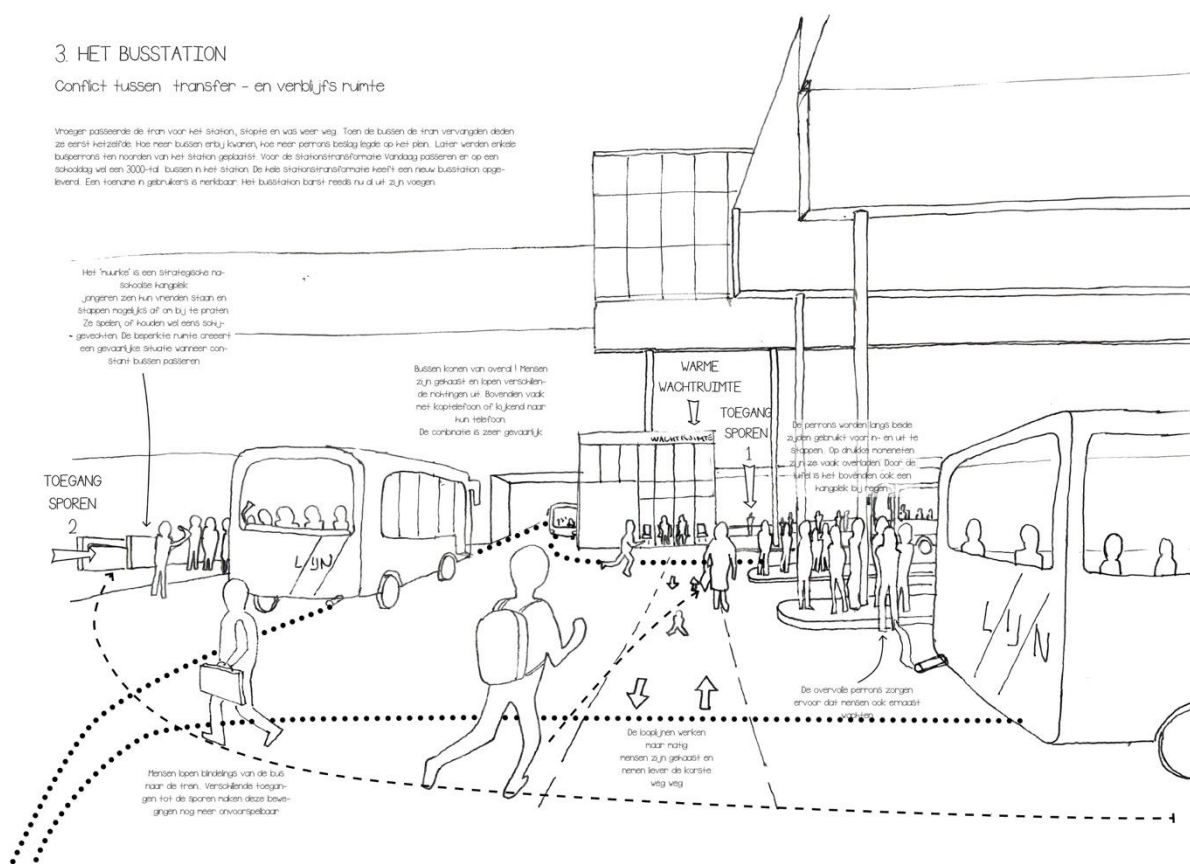 3. HET BUSSTATION
Conflict tussen transfer - en verblijfs ruimte
Vroeger passeerde de tram voor het station, stopte en was weer weg. Toen de bussen de tram vervangden deden
ze eerst hetzelfde. Hoe meer bussen erbij kwamen, hoe meer perrons beslag legde op het plein. Later werden enkele
busperrons ten noorden van het station geplaatst. Voor de stationstransformatie Vandaag passeren er op een
schooldag wel een 3000-tal bussen in het station. De hele stationstransformatie heeft een nieuw busstation opge-
leverd. Een toename in gebruikers is merkbaar. Het busstation barst reeds nu al uit zijn voegen.
Het 'muurke' is een strategische na-
schoolse hangplek:
jongeren zien hun vrienden staan en
stappen mogelijks af om bij te praten
Ze spelen, of houden wel eens schijn-
gevechten. De beperkte ruimte creeert
een gevaarlijke situatie wanneer con-
stant bussen passeren
Bussen komen van overal ! Mensen
zijn gehaast en lopen verschillen-
de richtingen uit. Bovendien vaak
met koptelefoon of kijkend naar
hun telefoon.
De conbinatie is zeer gevaarlijk
WARME
WACHTRUIMTE
TOEGANG
SPOREN
1
WACHTRUIMTE
De perrons worden langs beide
zijden gebruikt voor in- en uit te
stappen. Op drukke momeneten
zijn ze vaak overladen. Door de
luifel is het bovendien ook een
hangplek bij regen
TOEGANG
SPOREN
2
LIJN
LIJN
De overvolle perrons zorgen
ervoor dat mensen ook ernaast
wachten
De looplijnen werken
maar matig
mensen zijn gehaast en
nemen liever de korste
weg weg
Mensen lopen blindelings van de bus
naar de trein. Verschillende toegan-
gen tot de sporen maken deze bewe-
gingen nog meer onvoorspelbaar